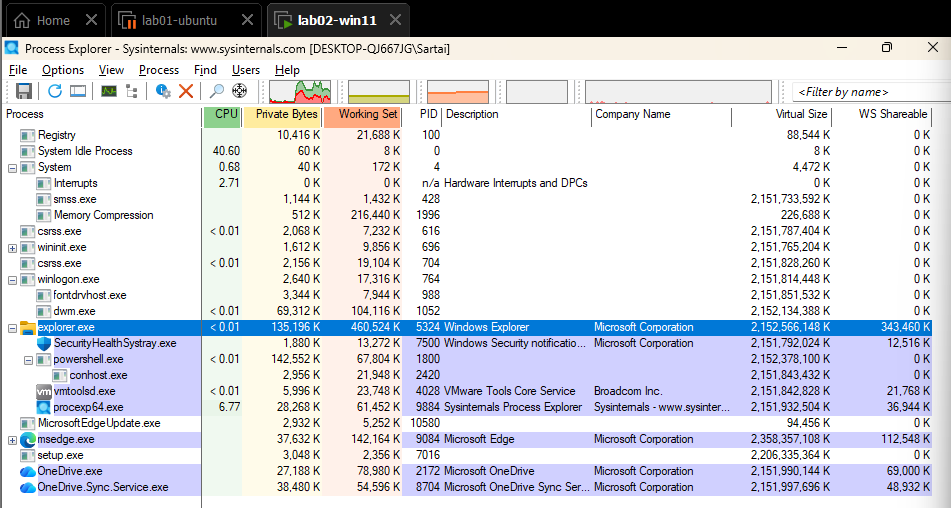 Home lab01-ubuntu lab02-win11
Process Explorer - Sysinternals: www.sysinternals.com [DESKTOP-QJ667JG\Sartai]
File Options View Process Find Users Help
<Filter by name>
Process CPU Private Bytes Working Set PID Description Company Name Virtual Size WS Shareable
Registry 10,416 K 21,688 K 100 88,544 K 0 K
System Idle Process 40.60 60 K 8 K 0 8 K 0 K
System 0.68 40 K 172 K 4 4,472 K 0 K
Interrupts 2.71 0 K 0 K n/a Hardware Interrupts and DPCs 0 K 0 K
smss.exe 1,144 K 1,432 K 428 2,151,733,592 K 0 K
Memory Compression 512 K 216,440 K 1996 226,688 K 0 K
csrss.exe < 0.01 2,068 K 7,232 K 616 2,151,787,404 K 0 K
wininit.exe 1,612 K 9,856 K 696 2,151,765,204 K 0 K
csrss.exe < 0.01 2,156 K 19,104 K 704 2,151,828,260 K 0 K
winlogon.exe 2,640 K 17,316 K 764 2,151,814,448 K 0 K
fontdrvhost.exe 3,344 K 7,944 K 988 2,151,851,532 K 0 K
dwm.exe < 0.01 69,312 K 104,116 K 1052 2,152,134,388 K 0 K
explorer.exe < 0.01 135,196 K 460,524 K 5324 Windows Explorer Microsoft Corporation 2,152,566,148 K 343,460 K
SecurityHealthSystray.exe 1,880 K 13,272 K 7500 Windows Security notificatio... Microsoft Corporation 2,151,792,024 K 12,516 K
powershell.exe < 0.01 142,552 K 67,804 K 1800 2,152,378,100 K 0 K
conhost.exe 2,956 K 21,948 K 2420 2,151,843,432 K 0 K
vm vmtoolsd.exe < 0.01 5,996 K 23,748 K 4028 VMware Tools Core Service Broadcom Inc. 2,151,842,828 K 21,768 K
procexp64.exe 6.77 28,268 K 61,452 K 9884 Sysinternals Process Explorer Sysinternals - www.sysinter... 2,151,932,504 K 36,944 K
MicrosoftEdgeUpdate.exe 2,932 K 5,252 K 10580 94,456 K 0 K
msedge.exe 37,632 K 142,164 K 9084 Microsoft Edge Microsoft Corporation 2,358,357,108 K 112,548 K
setup.exe 3,048 K 2,356 K 7016 2,206,335,364 K 0 K
OneDrive.exe 27,188 K 78,980 K 2172 Microsoft OneDrive Microsoft Corporation 2,151,990,144 K 69,000 K
OneDrive.Sync.Service.exe 38,480 K 54,596 K 8704 Microsoft OneDrive Sync Ser... Microsoft Corporation 2,151,997,696 K 48,932 K